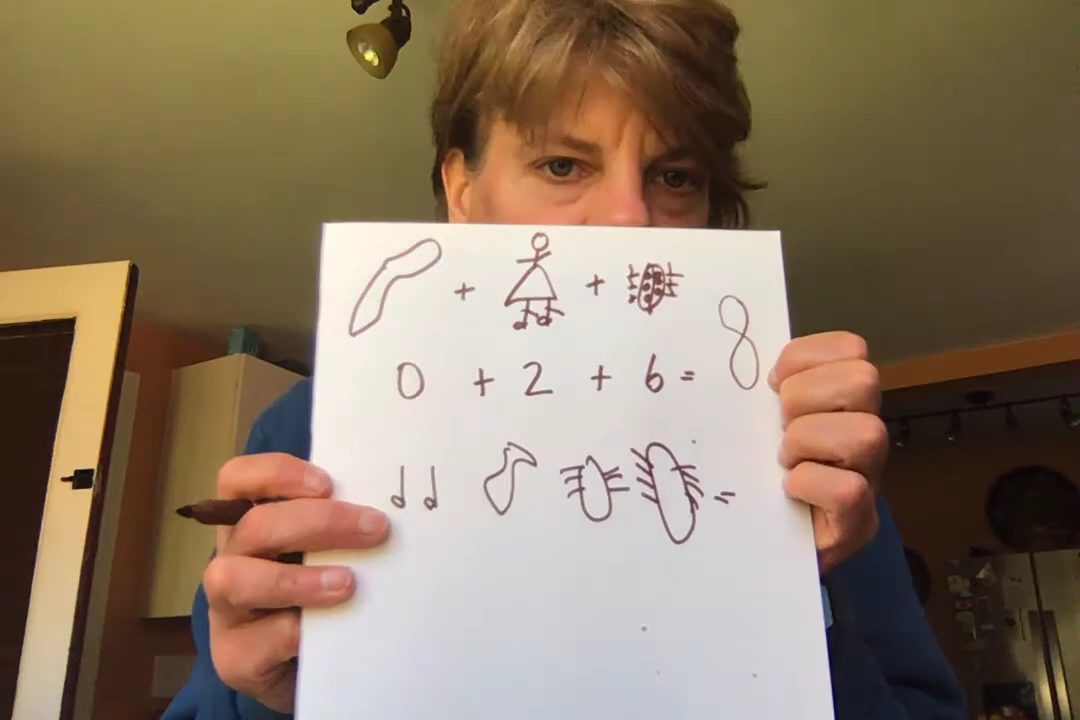 + +
0 + 2 + 6 = 8
=